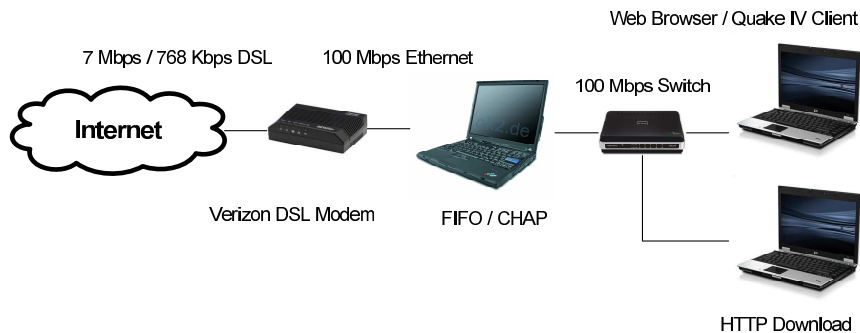 Web Browser / Quake IV Client
7 Mbps / 768 Kbps DSL
100 Mbps Ethernet
100 Mbps Switch
Internet
Verizon DSL Modem
FIFO / CHAP
HTTP Download